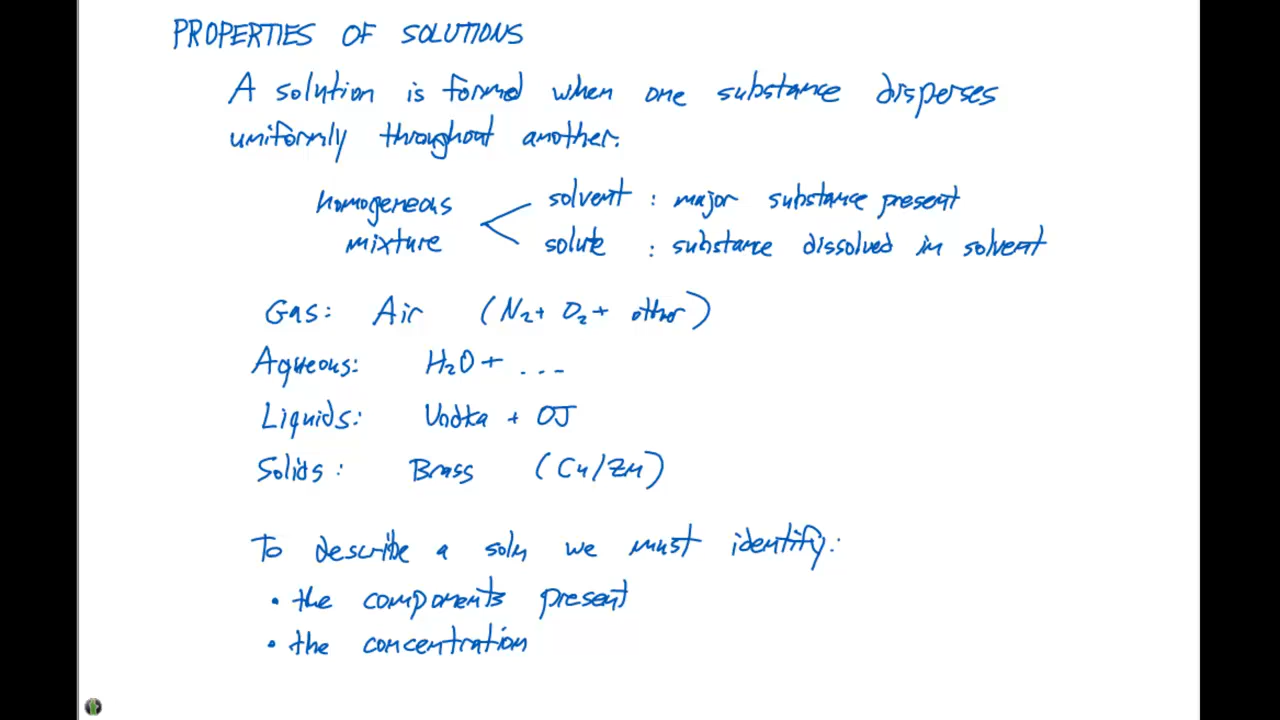 PROPERTIES OF SOLUTIONS
A solution is formed when one substance disperses
uniformly throughout another.
homogeneous mixture
solvent : major substance present
solute : substance dissolved in solvent
Gas: Air (N₂+ O₂+ other)
Aqueous: H₂O + ...
Liquids: Vodka + OJ
Solids: Brass (Cu/Zn)
To describe a soln we must identify:
• the components present
• the concentration